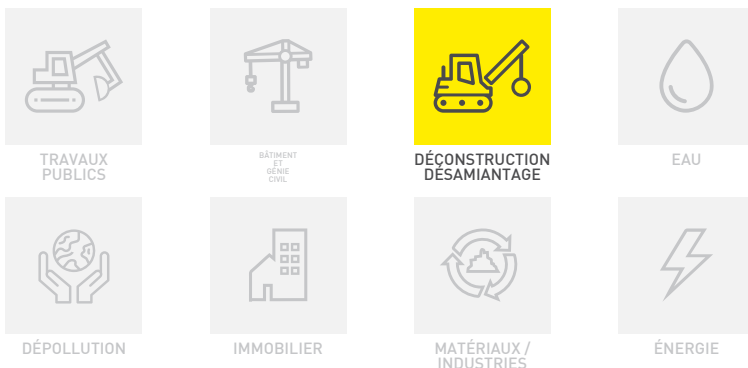 TRAVAUX
PUBLICS
BÂTIMENT
ET
GÉNIE
CIVIL
DÉCONSTRUCTION
DÉSAMIANTAGE
EAU
DÉPOLLUTION
IMMOBILIER
MATÉRIAUX /
INDUSTRIES
ÉNERGIE